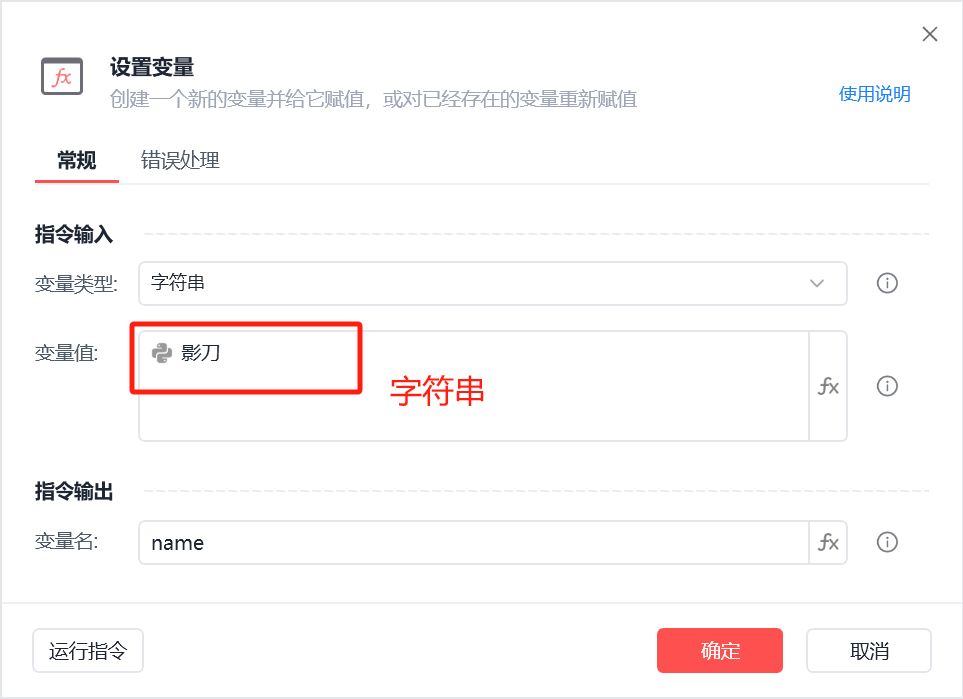 fx
设置变量
创建一个新的变量并给它赋值，或对已经存在的变量重新赋值
使用说明
常规 错误处理
指令输入
变量类型: 字符串
变量值: 影刀 fx
字符串
指令输出
变量名: name fx
运行指令 确定 取消